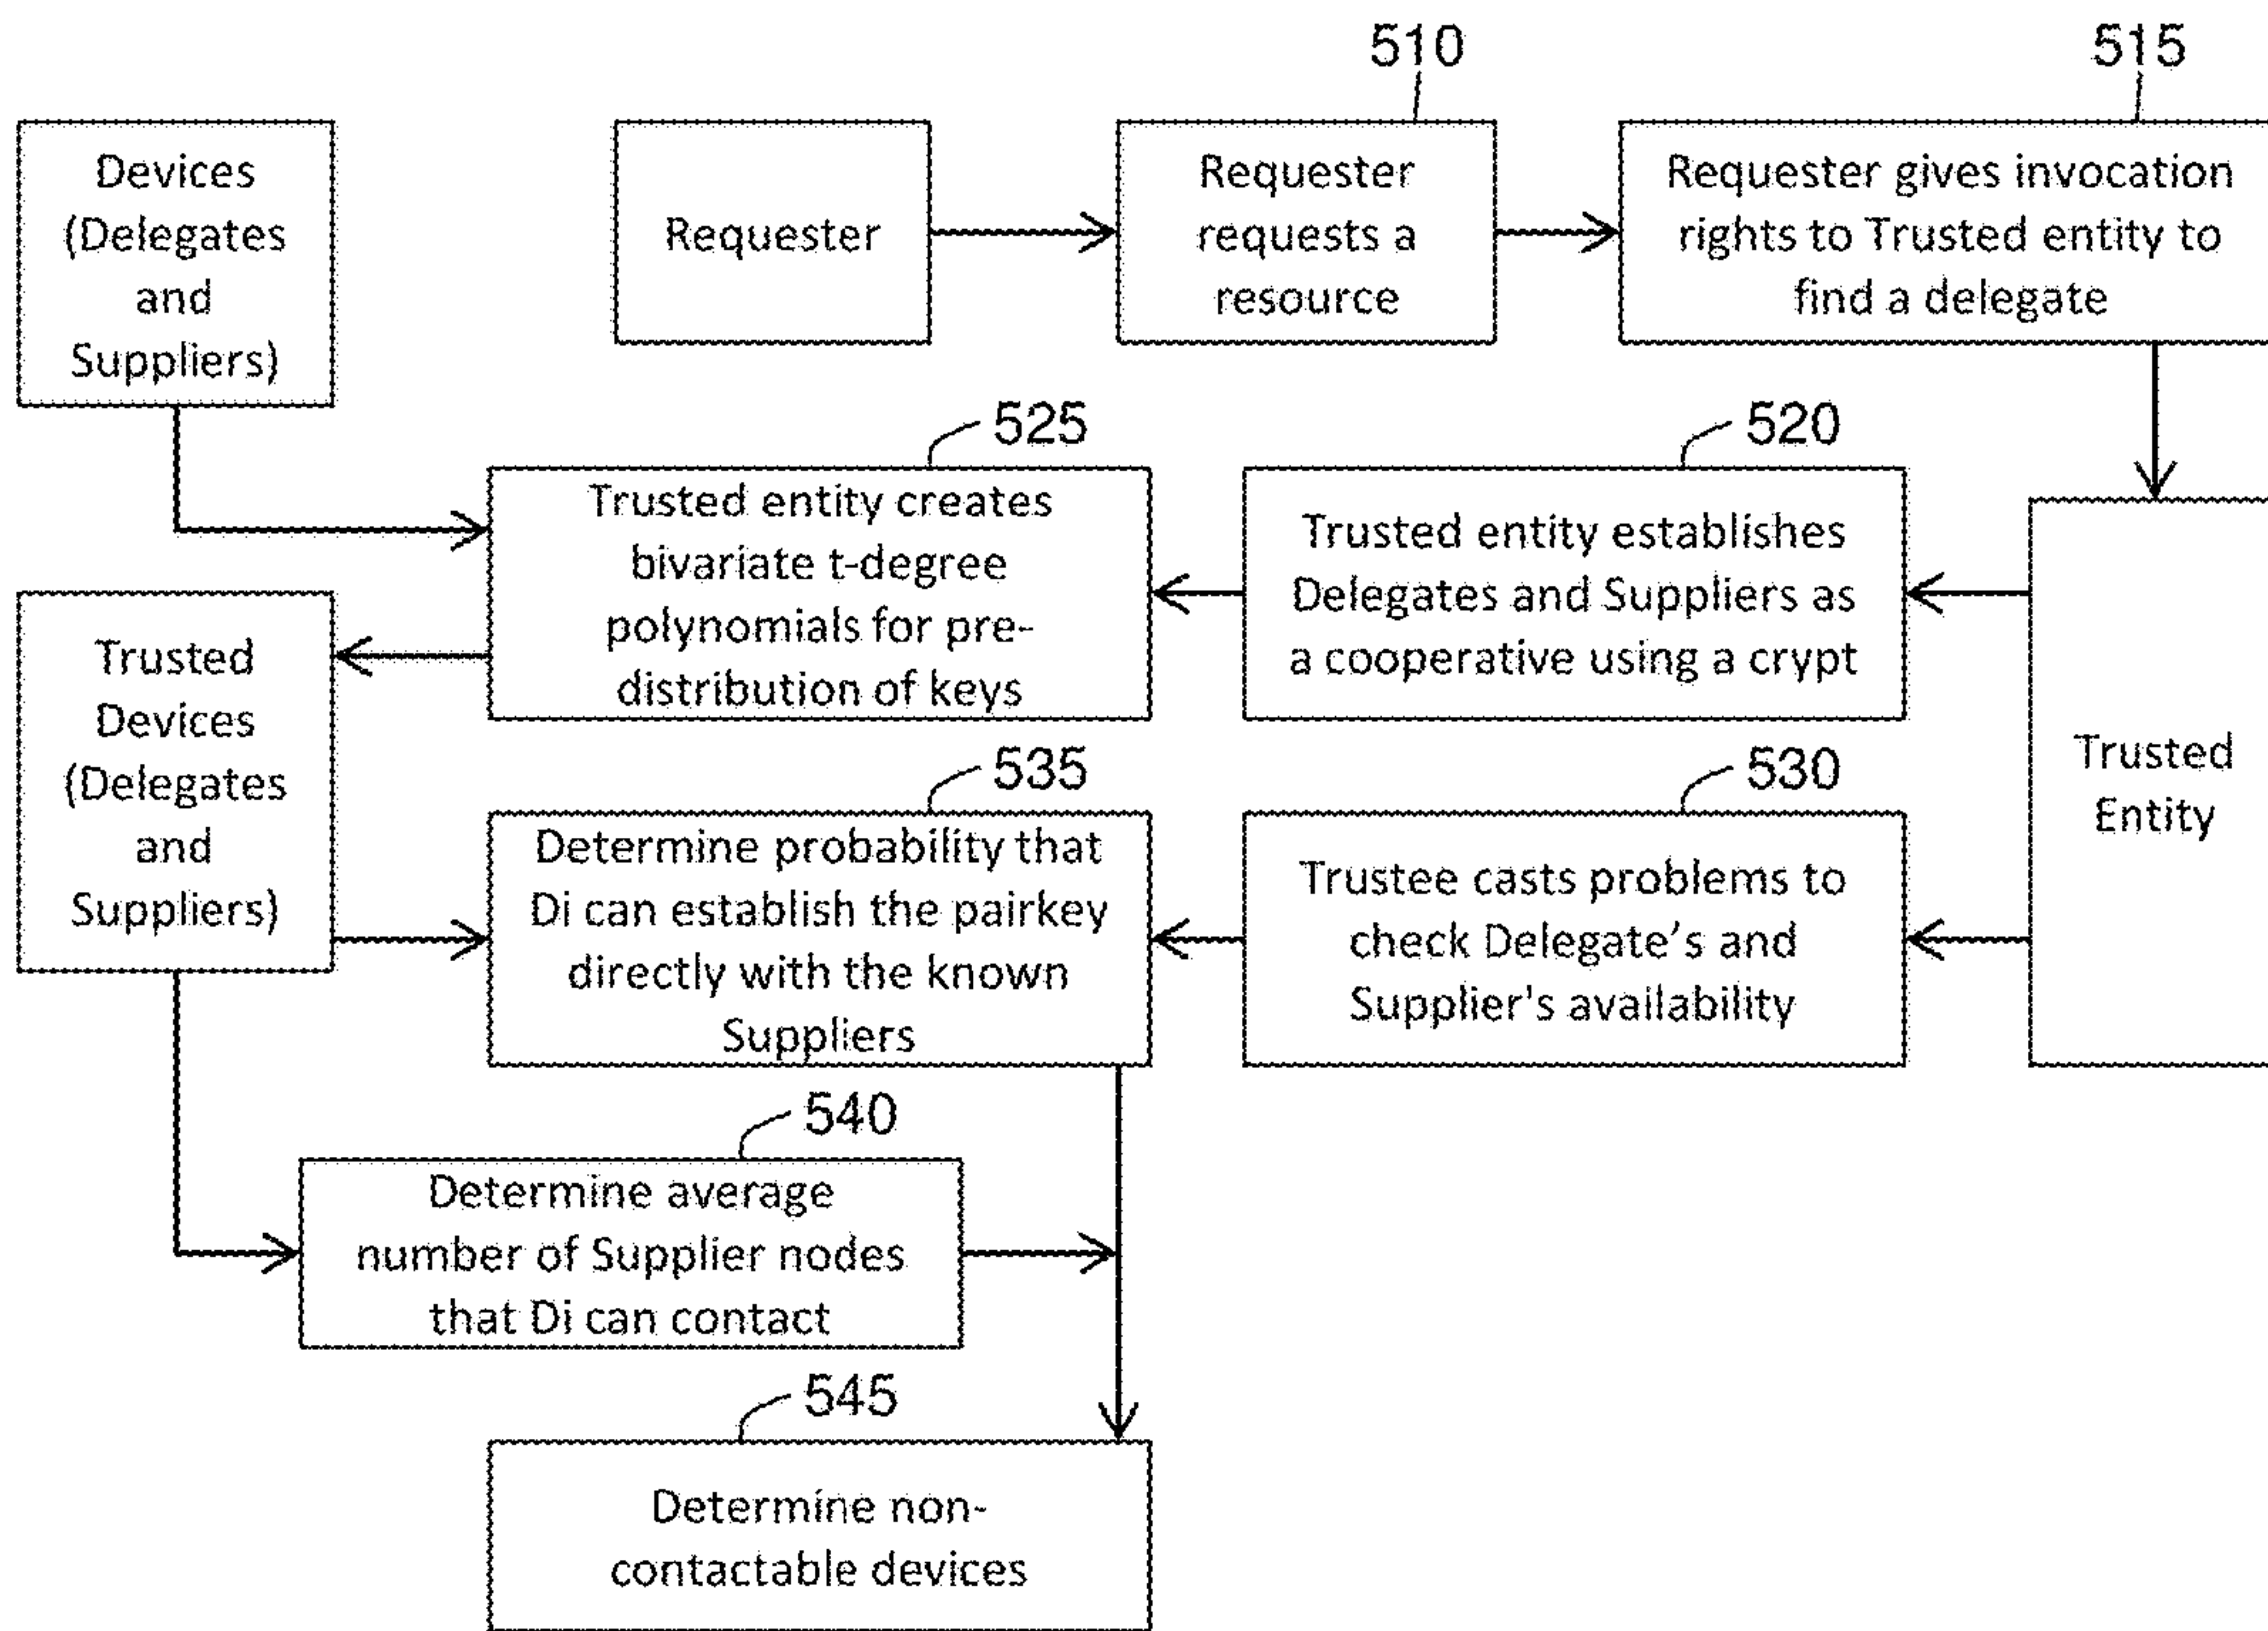 510
515
Devices
(Delegates
and
Suppliers)
Requester
Requester
requests a
resource
Requester gives invocation
rights to Trusted entity to
find a delegate
525
520
Trusted entity creates
bivariate t-degree
polynomials for pre-
distribution of keys
Trusted entity establishes
Delegates and Suppliers as
a cooperative using a crypt
Trusted
Devices
(Delegates
and
Suppliers)
Trusted
Entity
535
530
Determine probability that
Di can establish the pairkey
directly with the known
Suppliers
Trustee casts problems to
check Delegate's and
Supplier's availability
540
Determine average
number of Supplier nodes
that Di can contact
545
Determine non-
contactable devices